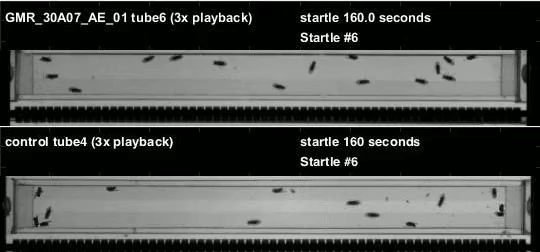 GMR_30A07_AE_01 tube6 (3x playback) startle 160.0 seconds
Startle #6
control tube4 (3x playback) startle 160 seconds
Startle #6